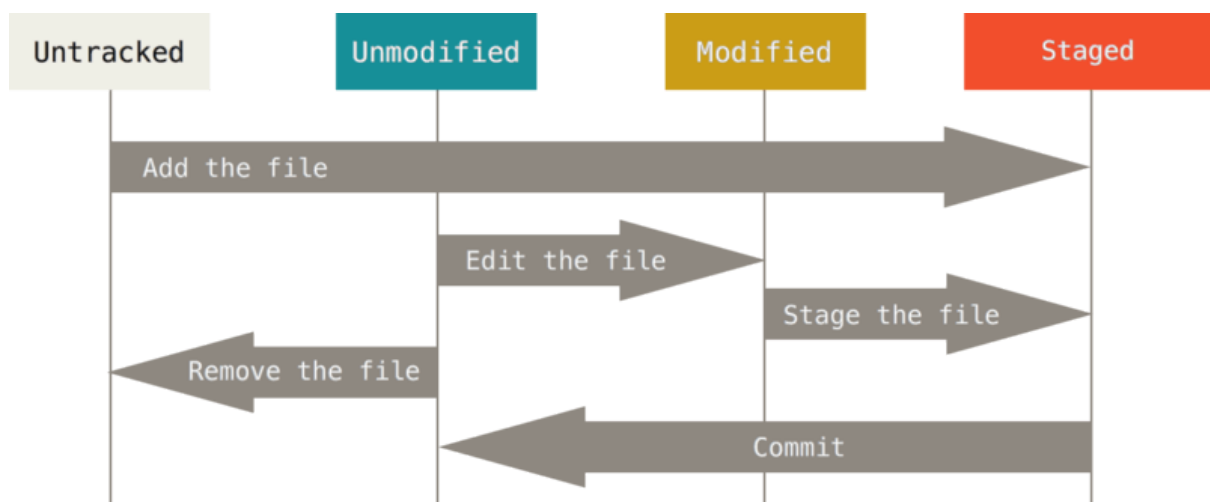 Untracked
Unmodified
Modified
Staged
Add the file
Edit the file
Stage the file
Remove the file
Commit